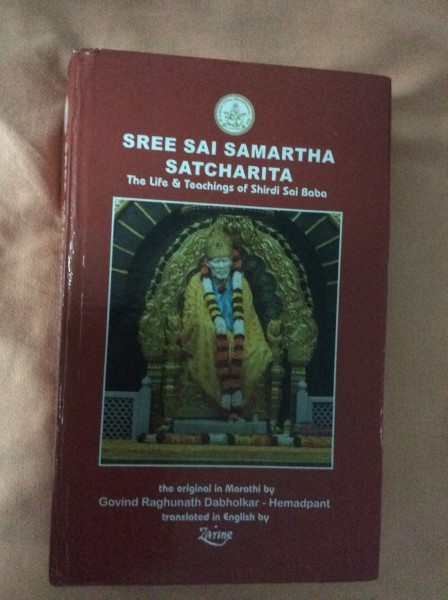 SREE SAI SAMARTHA
SATCHARITA
The Life & Teachings of Shirdi Sai Baba
the original in Marathi by
Govind Raghunath Dabholkar - Hemadpant
translated in English by
Zarine